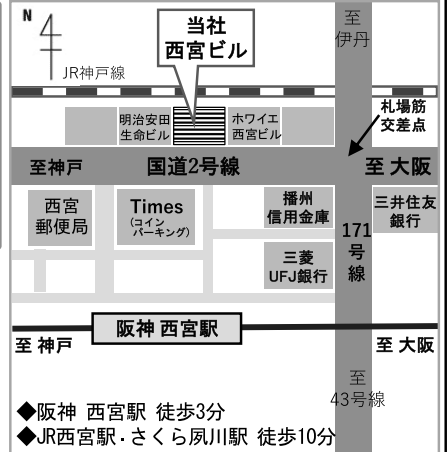 N
当社
西宮ビル
至
伊丹
JR神戸線
明治安田
生命ビル
ホワイエ
西宮ビル
札場筋
交差点
至神戸
国道2号線
至 大阪
西宮
郵便局
Times
(コイン
パーキング)
播州
信用金庫
三井住友
銀行
171
号
線
三菱
UFJ銀行
阪神 西宮駅
至 神戸
至 大阪
至
43号線
◆阪神 西宮駅 徒歩3分
◆JR西宮駅・さくら夙川駅 徒歩10分